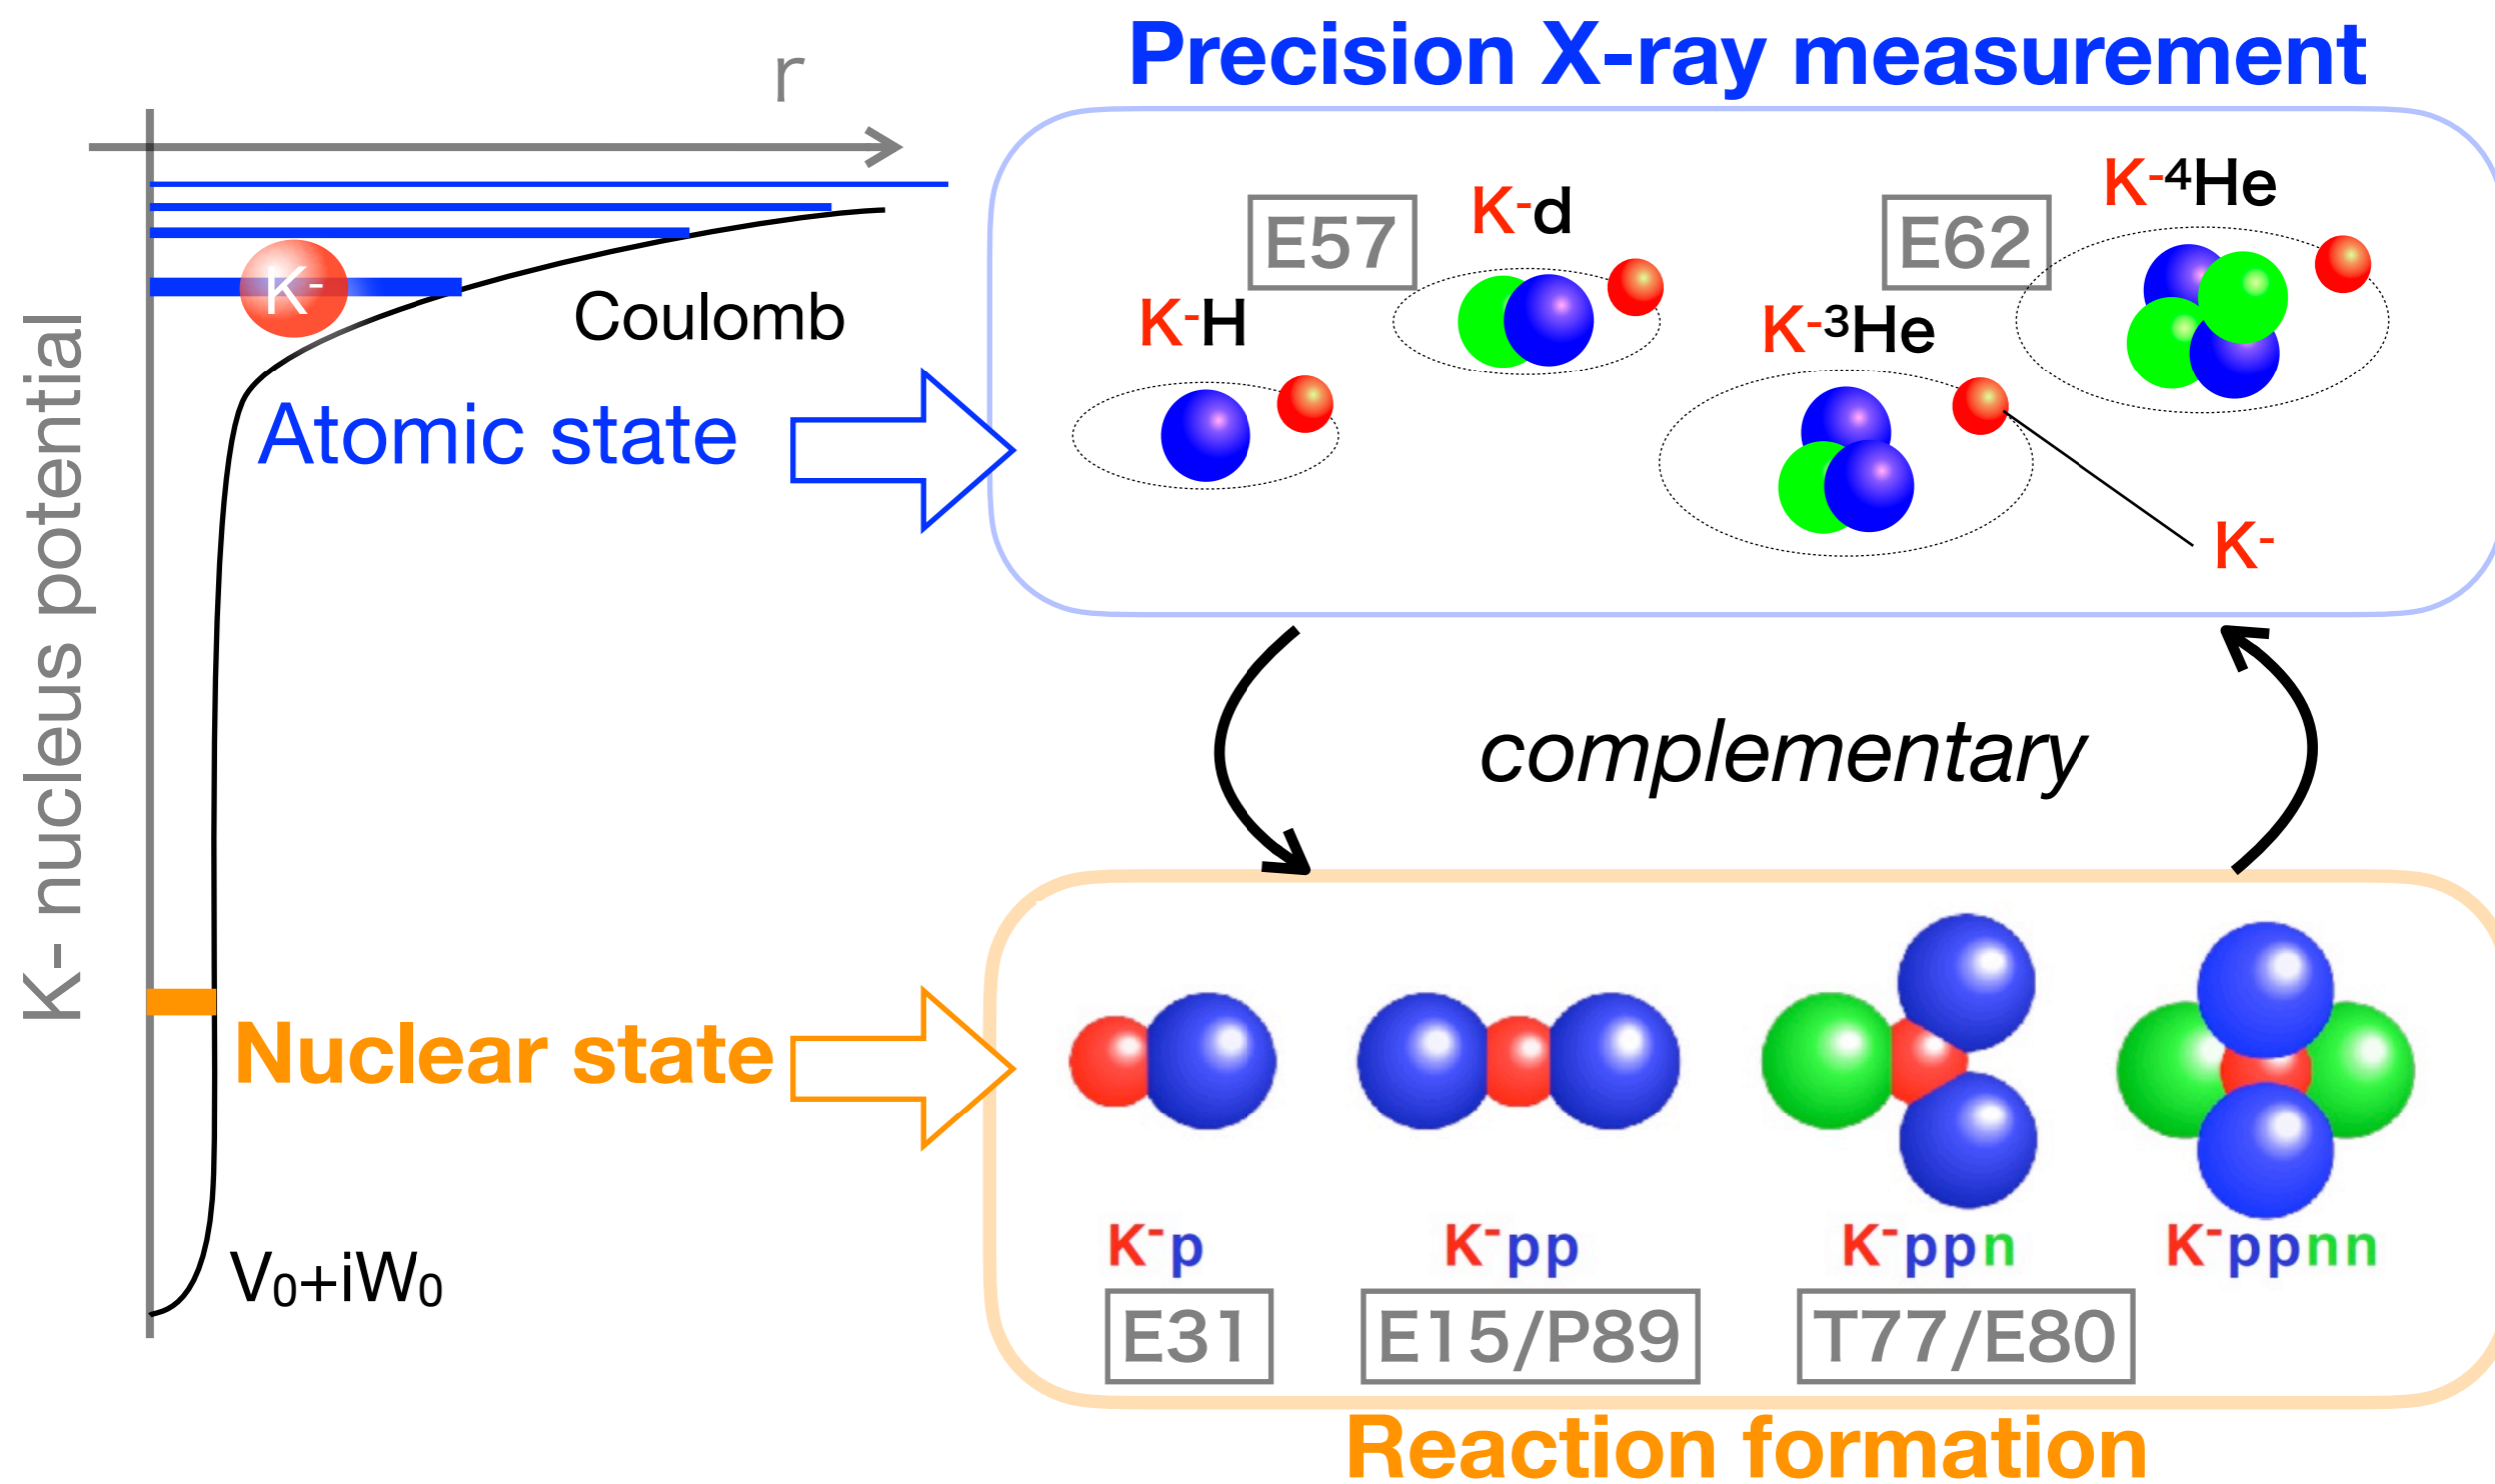 Precision X-ray measurement
r
K- nucleus potential
K-
Coulomb
Atomic state
E57
K-d
K-H
E62
K-4He
K-3He
K-
complementary
Nuclear state
V0+iW0
K-p
K-pp
K-ppn
K-ppnn
E31
E15/P89
T77/E80
Reaction formation